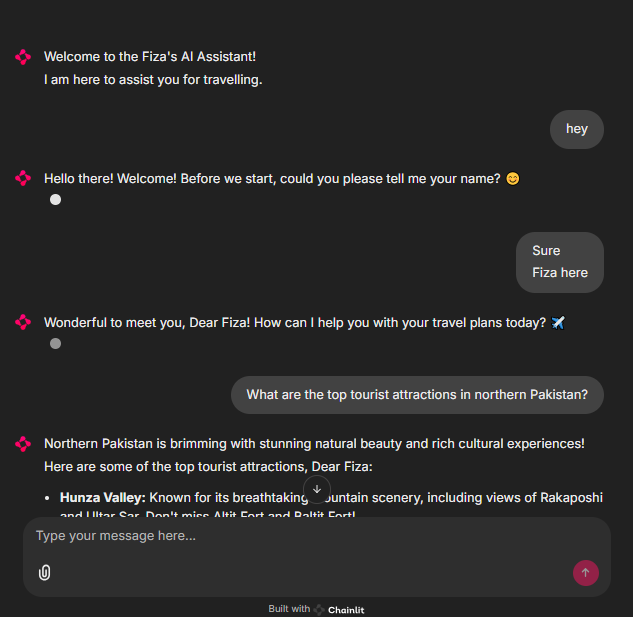 Welcome to the Fiza's AI Assistant!
I am here to assist you for travelling.
hey
Hello there! Welcome! Before we start, could you please tell me your name? 😊
Sure
Fiza here
Wonderful to meet you, Dear Fiza! How can I help you with your travel plans today? ✈️
What are the top tourist attractions in northern Pakistan?
Northern Pakistan is brimming with stunning natural beauty and rich cultural experiences!
Here are some of the top tourist attractions, Dear Fiza:
• Hunza Valley: Known for its breathtaking mountain scenery, including views of Rakaposhi
and Ultar Sar. Don't miss Altit Fort and Baltit Fort!
Type your message here...
Built with Chainlit